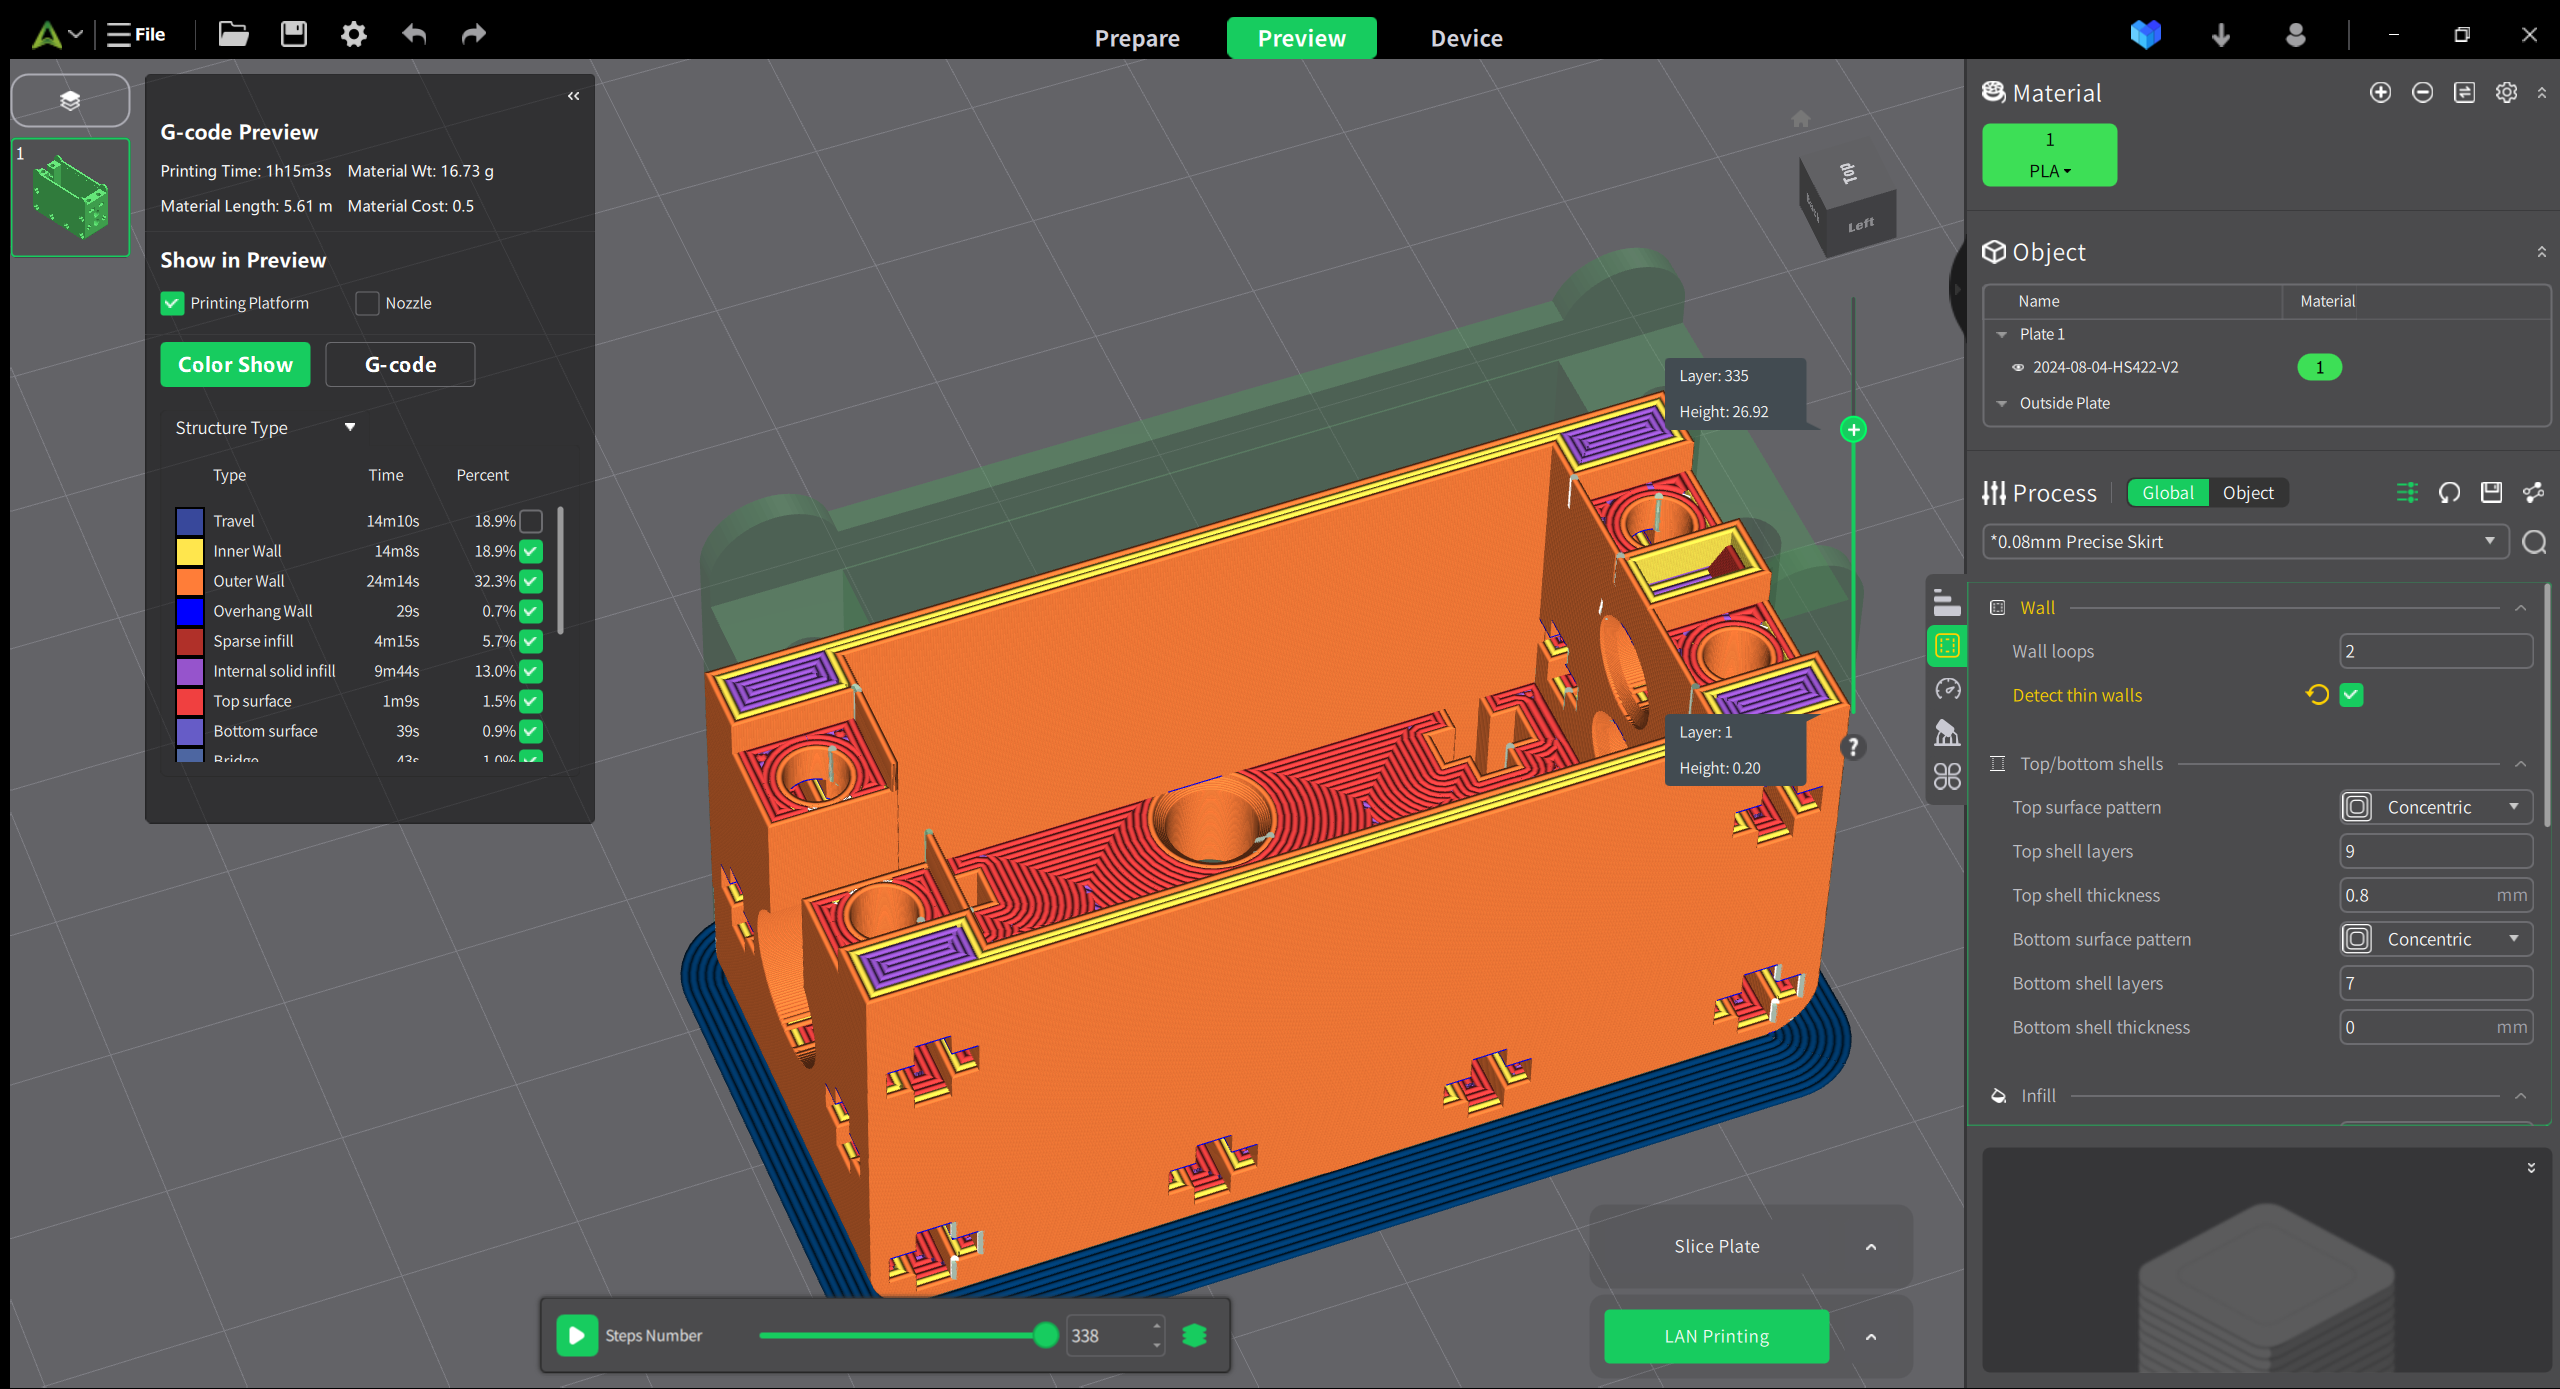 File
Prepare
Preview
Device
1
G-code Preview
Printing Time: 1h15m3s Material Wt: 16.73 g
Material Length: 5.61 m Material Cost: 0.5
Show in Preview
Printing Platform Nozzle
Color Show G-code
Structure Type
Type Time Percent
Travel 14m10s 18.9%
Inner Wall 14m8s 18.9%
Outer Wall 24m14s 32.3%
Overhang Wall 29s 0.7%
Sparse infill 4m15s 5.7%
Internal solid infill 9m44s 13.0%
Top surface 1m9s 1.5%
Bottom surface 39s 0.9%
Bridge 43s 1.0%
Top
Left
Layer: 335
Height: 26.92
Layer: 1
Height: 0.20
?
Steps Number 338
Slice Plate
LAN Printing
Material
1
PLA
Object
Name Material
Plate 1
2024-08-04-HS422-V2 1
Outside Plate
Process Global Object
*0.08mm Precise Skirt
Wall
Wall loops 2
Detect thin walls
Top/bottom shells
Top surface pattern Concentric
Top shell layers 9
Top shell thickness 0.8 mm
Bottom surface pattern Concentric
Bottom shell layers 7
Bottom shell thickness 0 mm
Infill